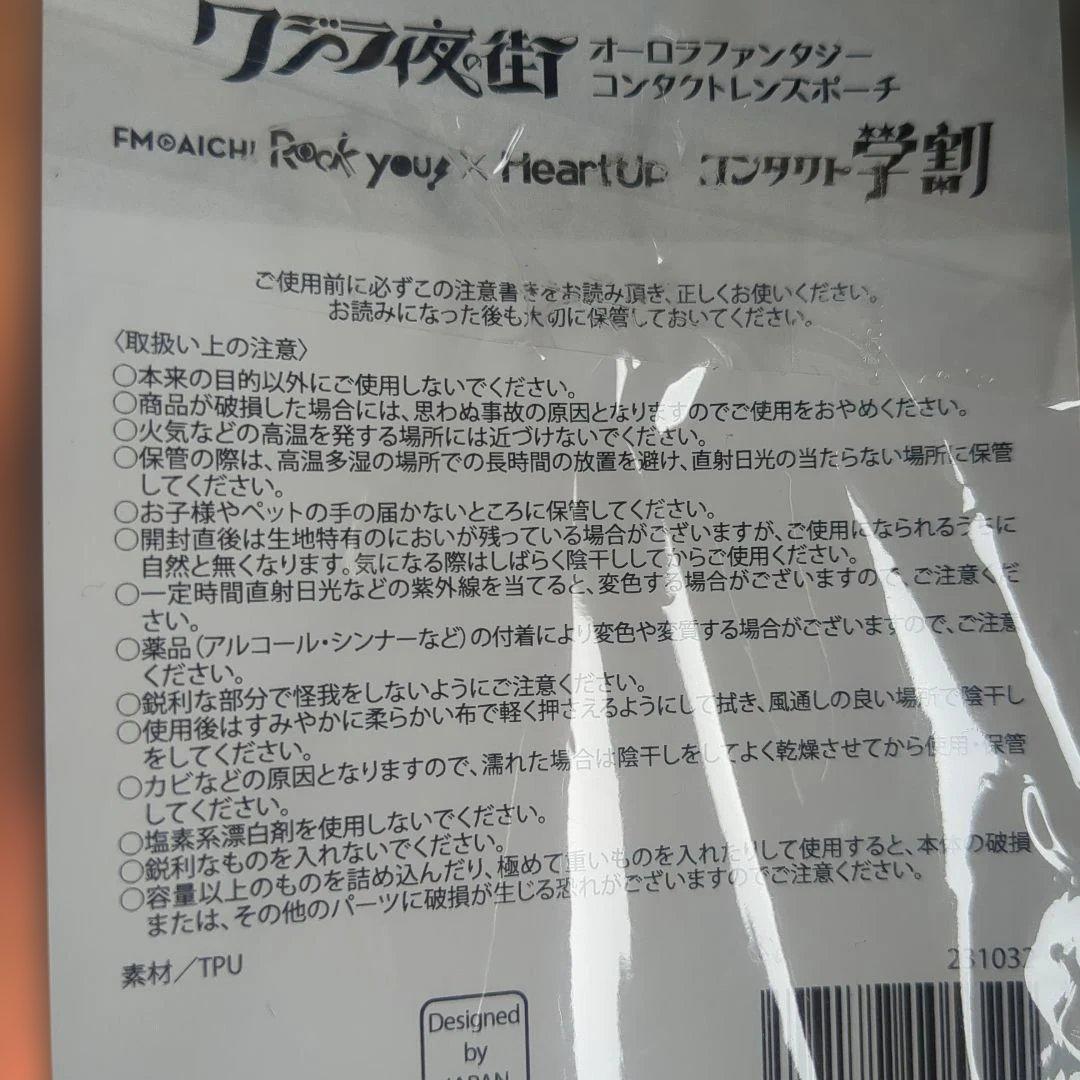 クジラ夜の街 オーロラファンタジー
コンタクトレンズポーチ
FM AICHI Rock you! × HeartUp コンタクト学割
ご使用前に必ずこの注意書きをお読み頂き、正しくお使いください。
お読みになった後も大切に保管しておいてください。
〈取扱い上の注意〉
○本来の目的以外にご使用しないでください。
○商品が破損した場合には、思わぬ事故の原因となりますのでご使用をおやめください。
○火気などの高温を発する場所には近づけないでください。
○保管の際は、高温多湿の場所での長時間の放置を避け、直射日光の当たらない場所に保管
してください。
○お子様やペットの手の届かないところに保管してください。
○開封直後は生地特有のにおいが残っている場合がございますが、ご使用になられるうちに
自然と無くなります。気になる際はしばらく陰干ししてからご使用ください。
○一定時間直射日光などの紫外線を当てると、変色する場合がございますので、ご注意くだ
さい。
○薬品（アルコール・シンナーなど）の付着により変色や変質する場合がございますので、ご注意
ください。
○鋭利な部分で怪我をしないようにご注意ください。
○使用後はすみやかに柔らかい布で軽く押さえるようにして拭き、風通しの良い場所で陰干し
をしてください。
○カビなどの原因となりますので、濡れた場合は陰干しをしてよく乾燥させてから使用・保管
してください。
○塩素系漂白剤を使用しないでください。
○鋭利なものを入れないでください。
○容量以上のものを詰め込んだり、極めて重いものを入れたりして使用すると、本体の破損
または、その他のパーツに破損が生じる恐れがございますのでご注意ください。
素材／TPU
Designed
by
JAPAN